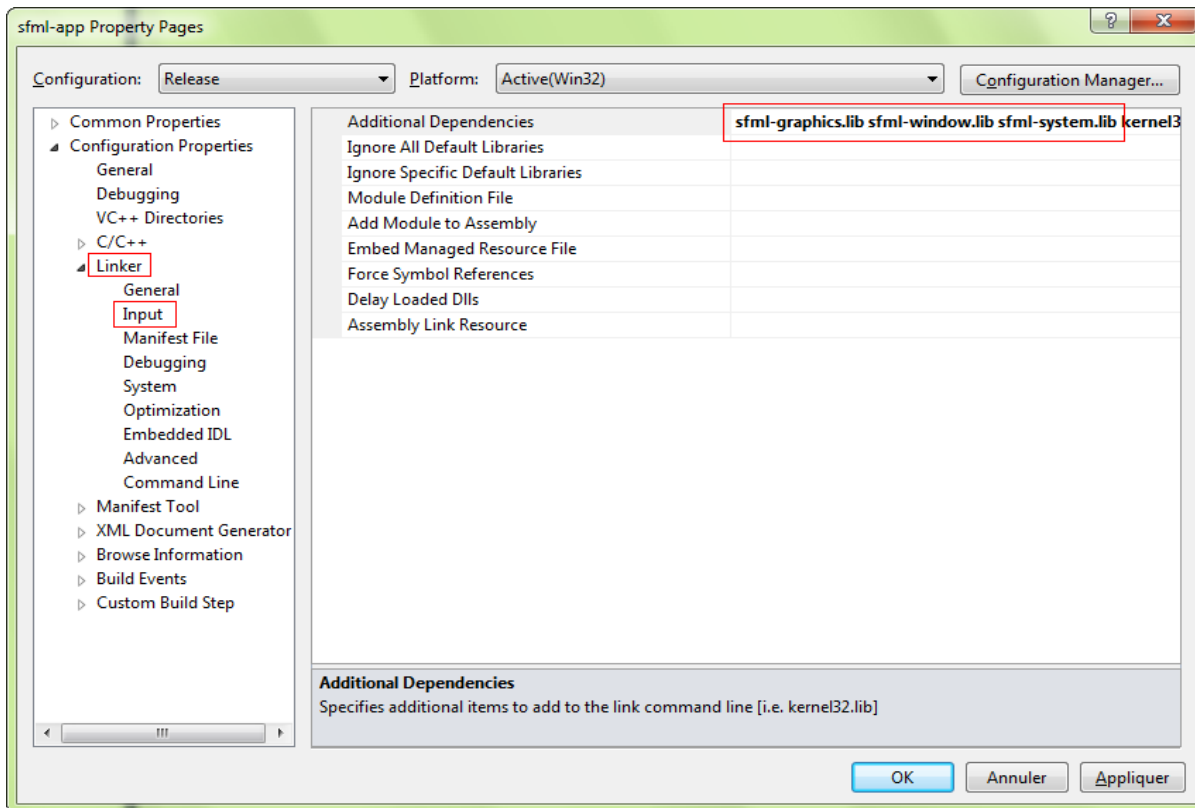 sfml-app Property Pages
Configuration: Release Platform: Active(Win32) Configuration Manager...
Common Properties
Configuration Properties
General
Debugging
VC++ Directories
C/C++
Linker
General
Input
Manifest File
Debugging
System
Optimization
Embedded IDL
Advanced
Command Line
Manifest Tool
XML Document Generator
Browse Information
Build Events
Custom Build Step
Additional Dependencies sfml-graphics.lib sfml-window.lib sfml-system.lib kernel3
Ignore All Default Libraries
Ignore Specific Default Libraries
Module Definition File
Add Module to Assembly
Embed Managed Resource File
Force Symbol References
Delay Loaded Dlls
Assembly Link Resource
Additional Dependencies
Specifies additional items to add to the link command line [i.e. kernel32.lib]
OK Annuler Appliquer